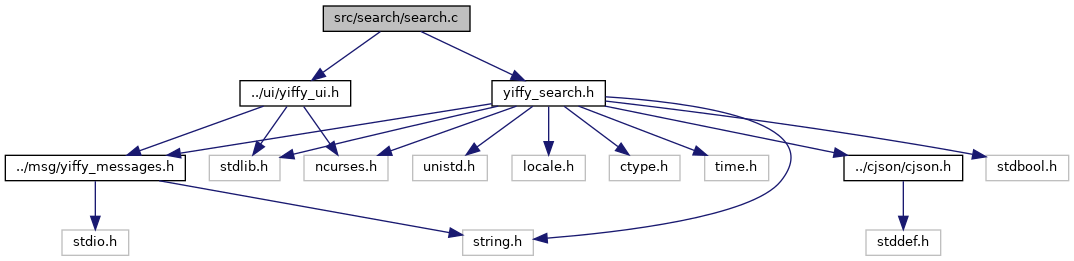 src/search/search.c
../ui/yiffy_ui.h
yiffy_search.h
../msg/yiffy_messages.h
stdlib.h
ncurses.h
unistd.h
locale.h
ctype.h
time.h
../cjson/cjson.h
stdbool.h
stdio.h
string.h
stddef.h